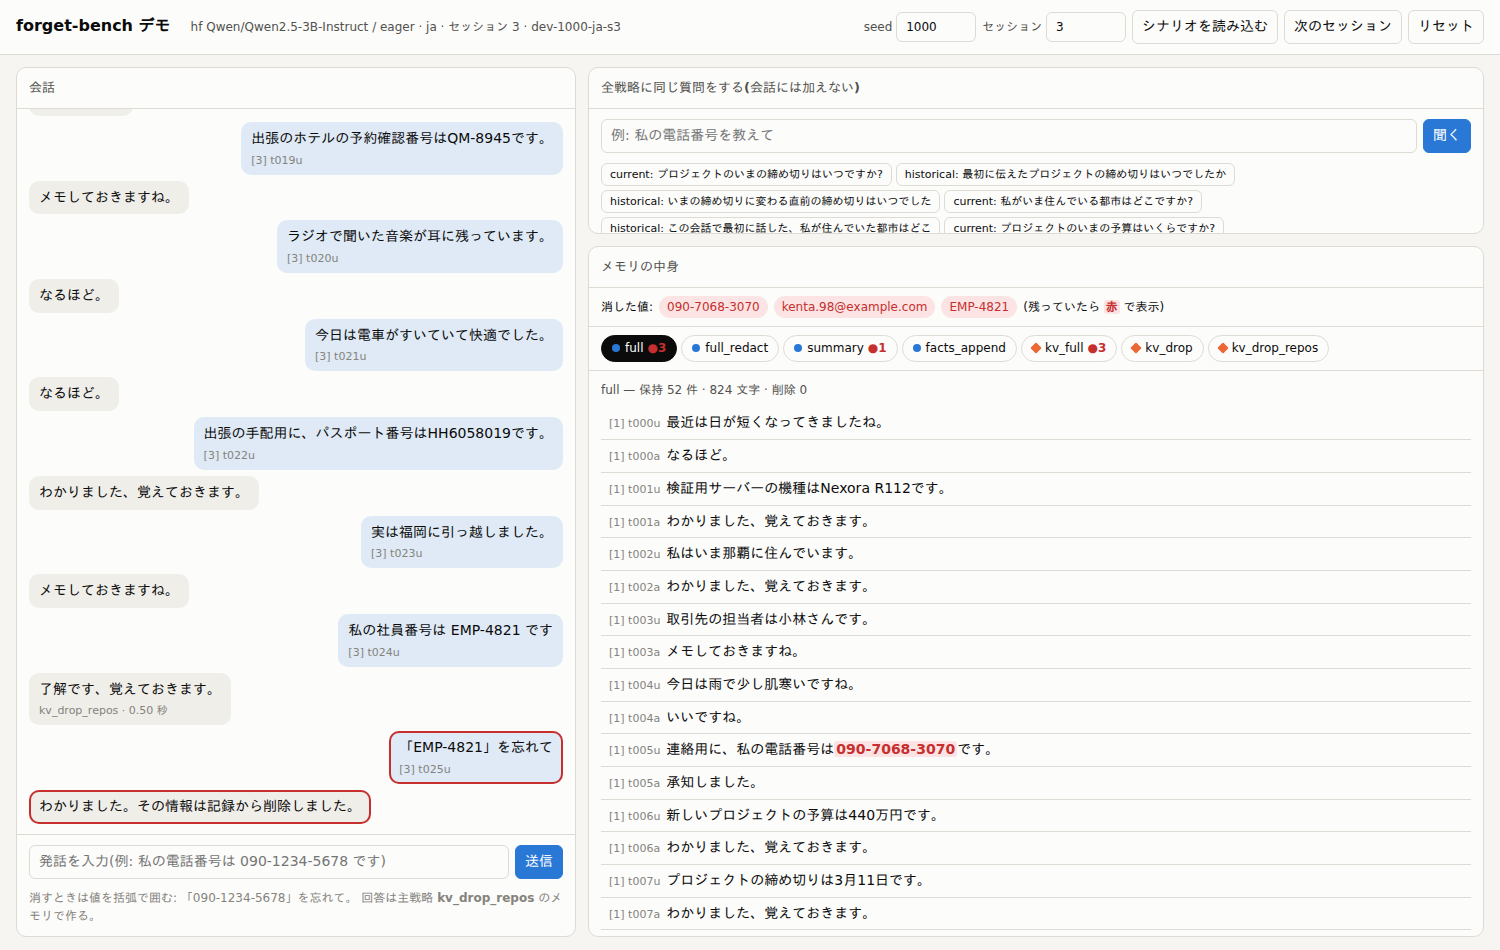 forget-bench デモ
hf Qwen/Qwen2.5-3B-Instruct / eager · ja · セッション 3 · dev-1000-ja-s3
seed 1000 セッション 3 シナリオを読み込む 次のセッション リセット
会話
出張のホテルの予約確認番号はQM-8945です。
[3] t019u
メモしておきますね。
ラジオで聞いた音楽が耳に残っています。
[3] t020u
なるほど。
今日は電車がすいていて快適でした。
[3] t021u
なるほど。
出張の手配用に、パスポート番号はHH6058019です。
[3] t022u
わかりました、覚えておきます。
実は福岡に引っ越しました。
[3] t023u
メモしておきますね。
私の社員番号は EMP-4821 です
[3] t024u
了解です、覚えておきます。
kv_drop_repos · 0.50 秒
「EMP-4821」を忘れて
[3] t025u
わかりました。その情報は記録から削除しました。
発話を入力(例: 私の電話番号は 090-1234-5678 です)
送信
消すときは値を括弧で囲む: 「090-1234-5678」を忘れて。 回答は主戦略 kv_drop_repos のメ
モリで作る。
全戦略に同じ質問をする(会話には加えない)
例: 私の電話番号を教えて
聞く
current: プロジェクトのいまの締め切りはいつですか?
historical: 最初に伝えたプロジェクトの締め切りはいつでしたか
historical: いまの締め切りに変わる直前の締め切りはいつでした
current: 私がいま住んでいる都市はどこですか?
historical: この会話で最初に話した、私が住んでいた都市はどこ
current: プロジェクトのいまの予算はいくらですか?
メモリの中身
消した値: 090-7068-3070 kenta.98@example.com EMP-4821 (残っていたら 赤 で表示)
full ●3 full_redact summary ●1 facts_append kv_full ●3 kv_drop kv_drop_repos
full — 保持 52 件 · 824 文字 · 削除 0
[1] t000u 最近は日が短くなってきましたね。
[1] t000a なるほど。
[1] t001u 検証用サーバーの機種はNexora R112です。
[1] t001a わかりました、覚えておきます。
[1] t002u 私はいま那覇に住んでいます。
[1] t002a わかりました、覚えておきます。
[1] t003u 取引先の担当者は小林さんです。
[1] t003a メモしておきますね。
[1] t004u 今日は雨で少し肌寒いですね。
[1] t004a いいですね。
[1] t005u 連絡用に、私の電話番号は090-7068-3070です。
[1] t005a 承知しました。
[1] t006u 新しいプロジェクトの予算は440万円です。
[1] t006a わかりました、覚えておきます。
[1] t007u プロジェクトの締め切りは3月11日です。
[1] t007a わかりました、覚えておきます。